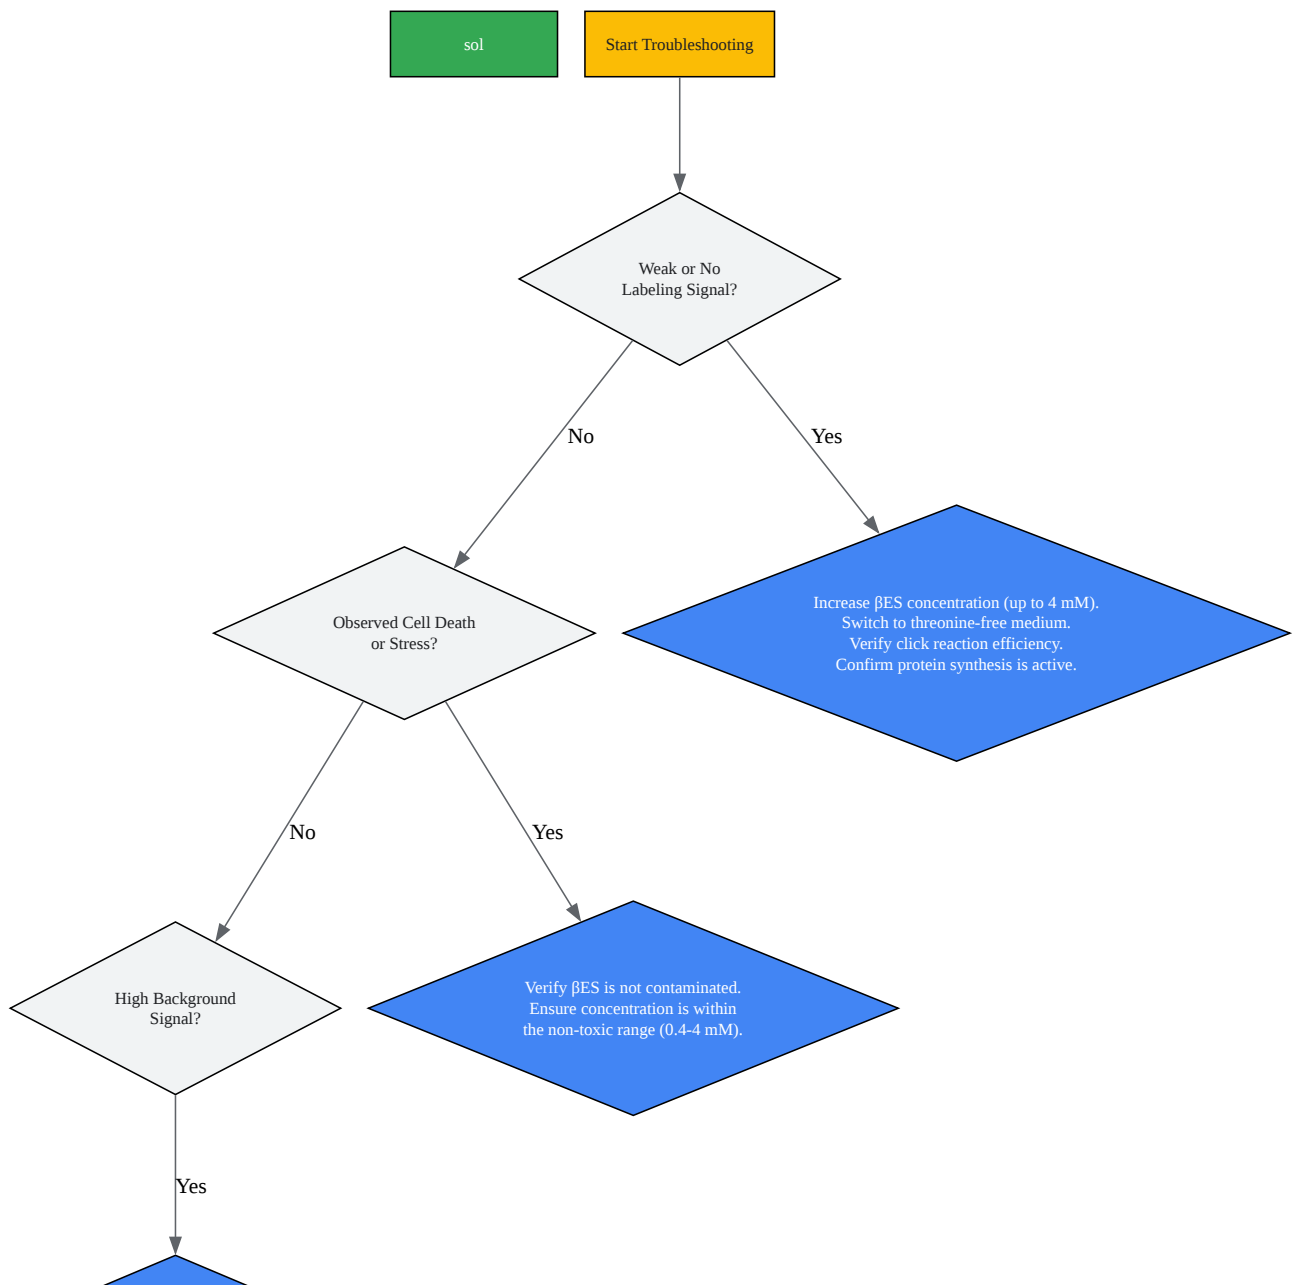 sol
Start Troubleshooting
Weak or No
Labeling Signal?
No
Yes
Observed Cell Death
or Stress?
Increase βES concentration (up to 4 mM).
Switch to threonine-free medium.
Verify click reaction efficiency.
Confirm protein synthesis is active.
No
Yes
High Background
Signal?
Verify βES is not contaminated.
Ensure concentration is within
the non-toxic range (0.4-4 mM).
Yes